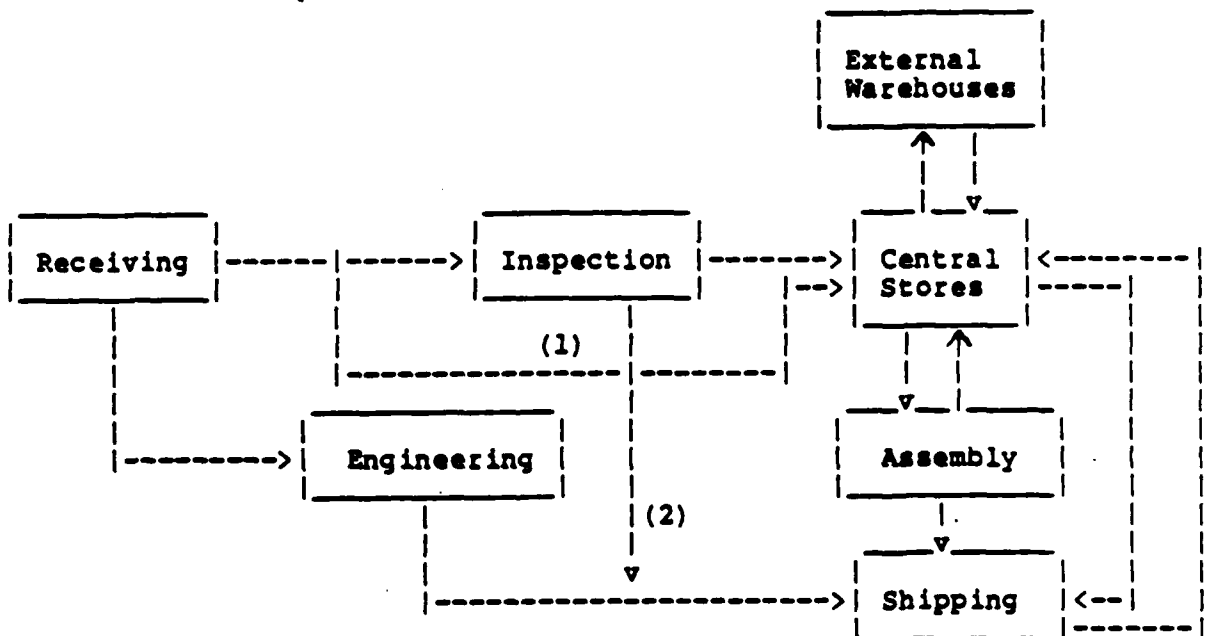 External
Warehouses
Receiving
Inspection
Central
Stores
(1)
Engineering
Assembly
(2)
Shipping